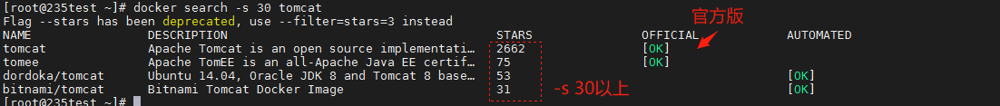 [root@235test ~]# docker search -s 30 tomcat
Flag --stars has been deprecated, use --filter=stars=3 instead
NAME DESCRIPTION STARS OFFICIAL AUTOMATED
tomcat Apache Tomcat is an open source implementati… 2662 [OK]
tomee Apache TomEE is an all-Apache Java EE certif… 75 [OK]
dordoka/tomcat Ubuntu 14.04, Oracle JDK 8 and Tomcat 8 base… 53 [OK]
bitnami/tomcat Bitnami Tomcat Docker Image 31 [OK]
[root@235test ~]#
官方版
-s 30以上